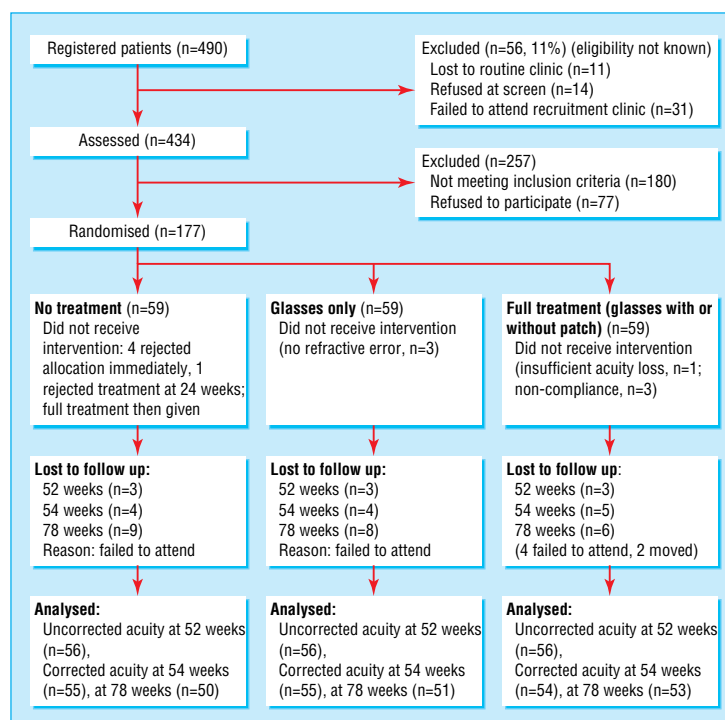 Registered patients (n=490)
Excluded (n=56, 11%) (eligibility not known)
Lost to routine clinic (n=11)
Refused at screen (n=14)
Failed to attend recruitment clinic (n=31)
Assessed (n=434)
Excluded (n=257)
Not meeting inclusion criteria (n=180)
Refused to participate (n=77)
Randomised (n=177)
No treatment (n=59)
Did not receive
intervention: 4 rejected
allocation immediately, 1
rejected treatment at 24 weeks;
full treatment then given
Glasses only (n=59)
Did not receive intervention
(no refractive error, n=3)
Full treatment (glasses with or
without patch) (n=59)
Did not receive intervention
(insufficient acuity loss, n=1;
non-compliance, n=3)
Lost to follow up:
52 weeks (n=3)
54 weeks (n=4)
78 weeks (n=9)
Reason: failed to attend
Lost to follow up:
52 weeks (n=3)
54 weeks (n=4)
78 weeks (n=8)
Reason: failed to attend
Lost to follow up:
52 weeks (n=3)
54 weeks (n=5)
78 weeks (n=6)
(4 failed to attend, 2 moved)
Analysed:
Uncorrected acuity at 52 weeks
(n=56),
Corrected acuity at 54 weeks
(n=55), at 78 weeks (n=50)
Analysed:
Uncorrected acuity at 52 weeks
(n=56),
Corrected acuity at 54 weeks
(n=55), at 78 weeks (n=51)
Analysed:
Uncorrected acuity at 52 weeks
(n=56),
Corrected acuity at 54 weeks
(n=54), at 78 weeks (n=53)